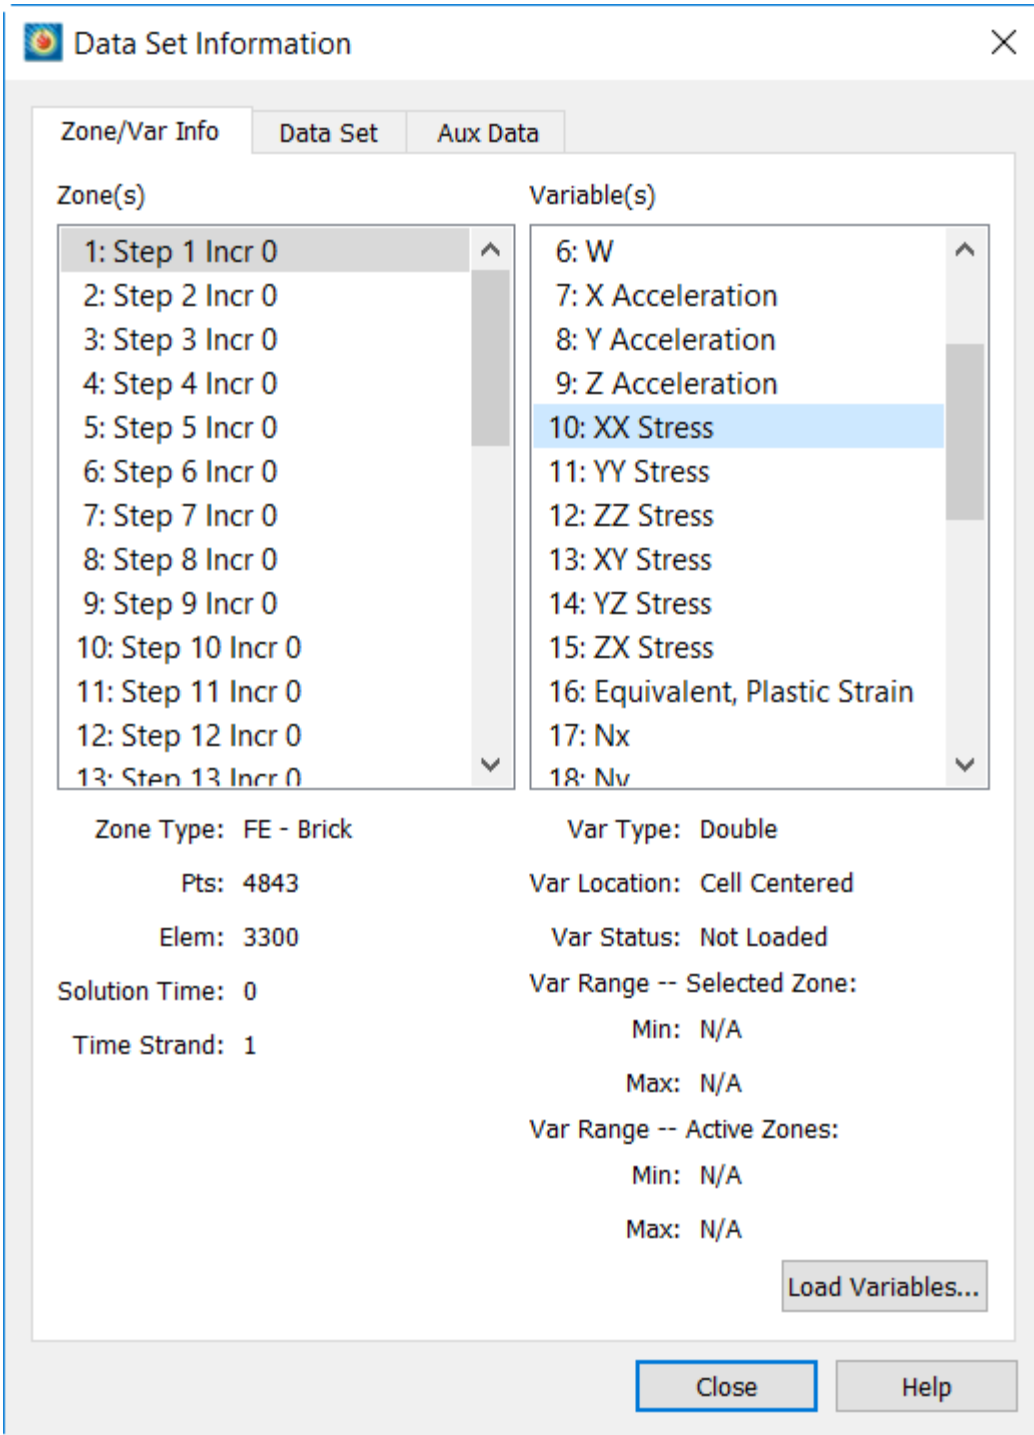 Data Set Information
Zone/Var Info
Data Set
Aux Data
Zone(s)
1: Step 1 Incr 0
2: Step 2 Incr 0
3: Step 3 Incr 0
4: Step 4 Incr 0
5: Step 5 Incr 0
6: Step 6 Incr 0
7: Step 7 Incr 0
8: Step 8 Incr 0
9: Step 9 Incr 0
10: Step 10 Incr 0
11: Step 11 Incr 0
12: Step 12 Incr 0
13: Step 13 Incr 0
Zone Type: FE - Brick
Pts: 4843
Elem: 3300
Solution Time: 0
Time Strand: 1
Variable(s)
6: W
7: X Acceleration
8: Y Acceleration
9: Z Acceleration
10: XX Stress
11: YY Stress
12: ZZ Stress
13: XY Stress
14: YZ Stress
15: ZX Stress
16: Equivalent, Plastic Strain
17: Nx
18: Ny
Var Type: Double
Var Location: Cell Centered
Var Status: Not Loaded
Var Range -- Selected Zone:
Min: N/A
Max: N/A
Var Range -- Active Zones:
Min: N/A
Max: N/A
Load Variables...
Close
Help